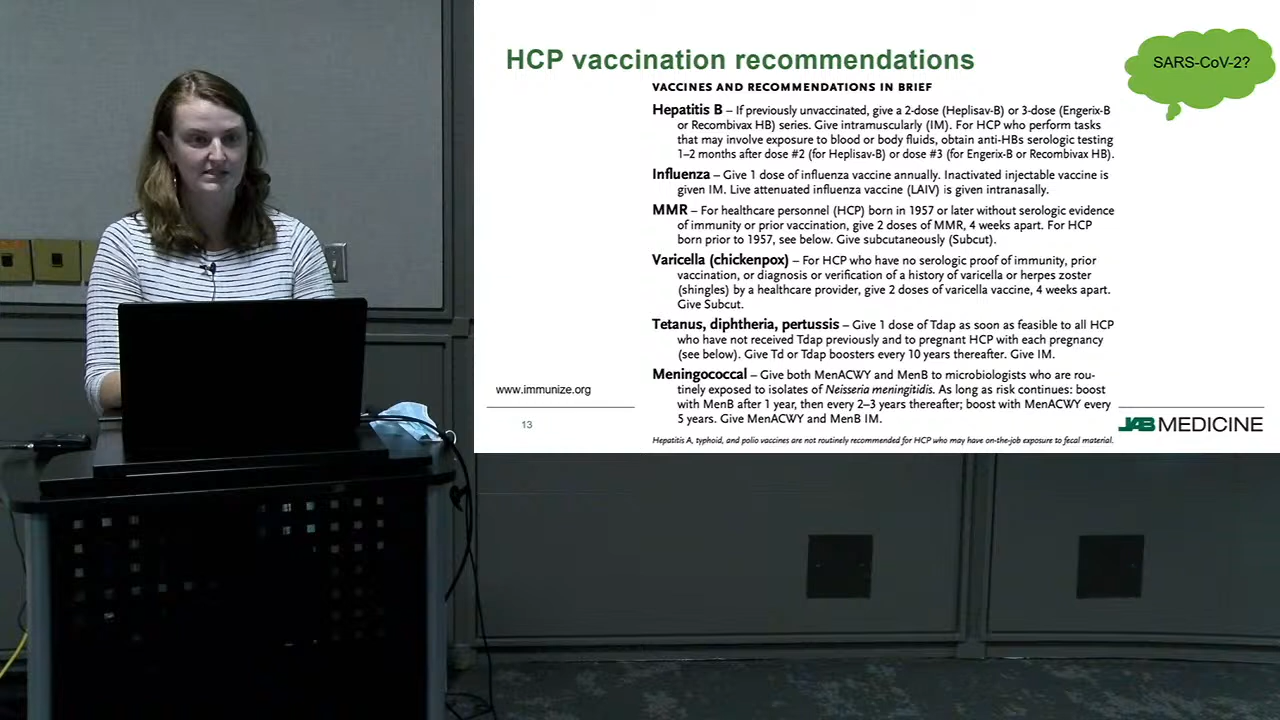 HCP vaccination recommendations
SARS-CoV-2?
VACCINES AND RECOMMENDATIONS IN BRIEF
Hepatitis B – If previously unvaccinated, give a 2-dose (Heplisav-B) or 3-dose (Engerix-B
or Recombivax HB) series. Give intramuscularly (IM). For HCP who perform tasks
that may involve exposure to blood or body fluids, obtain anti-HBs serologic testing
1–2 months after dose #2 (for Heplisav-B) or dose #3 (for Engerix-B or Recombivax HB).
Influenza – Give 1 dose of influenza vaccine annually. Inactivated injectable vaccine is
given IM. Live attenuated influenza vaccine (LAIV) is given intranasally.
MMR – For healthcare personnel (HCP) born in 1957 or later without serologic evidence
of immunity or prior vaccination, give 2 doses of MMR, 4 weeks apart. For HCP
born prior to 1957, see below. Give subcutaneously (Subcut).
Varicella (chickenpox) – For HCP who have no serologic proof of immunity, prior
vaccination, or diagnosis or verification of a history of varicella or herpes zoster
(shingles) by a healthcare provider, give 2 doses of varicella vaccine, 4 weeks apart.
Give Subcut.
Tetanus, diphtheria, pertussis – Give 1 dose of Tdap as soon as feasible to all HCP
who have not received Tdap previously and to pregnant HCP with each pregnancy
(see below). Give Td or Tdap boosters every 10 years thereafter. Give IM.
Meningococcal – Give both MenACWY and MenB to microbiologists who are rou-
tinely exposed to isolates of Neisseria meningitidis. As long as risk continues: boost
with MenB after 1 year, then every 2–3 years thereafter; boost with MenACWY every
5 years. Give MenACWY and MenB IM.
Hepatitis A, typhoid, and polio vaccines are not routinely recommended for HCP who may have on-the-job exposure to fecal material.
www.immunize.org
13
UAB MEDICINE